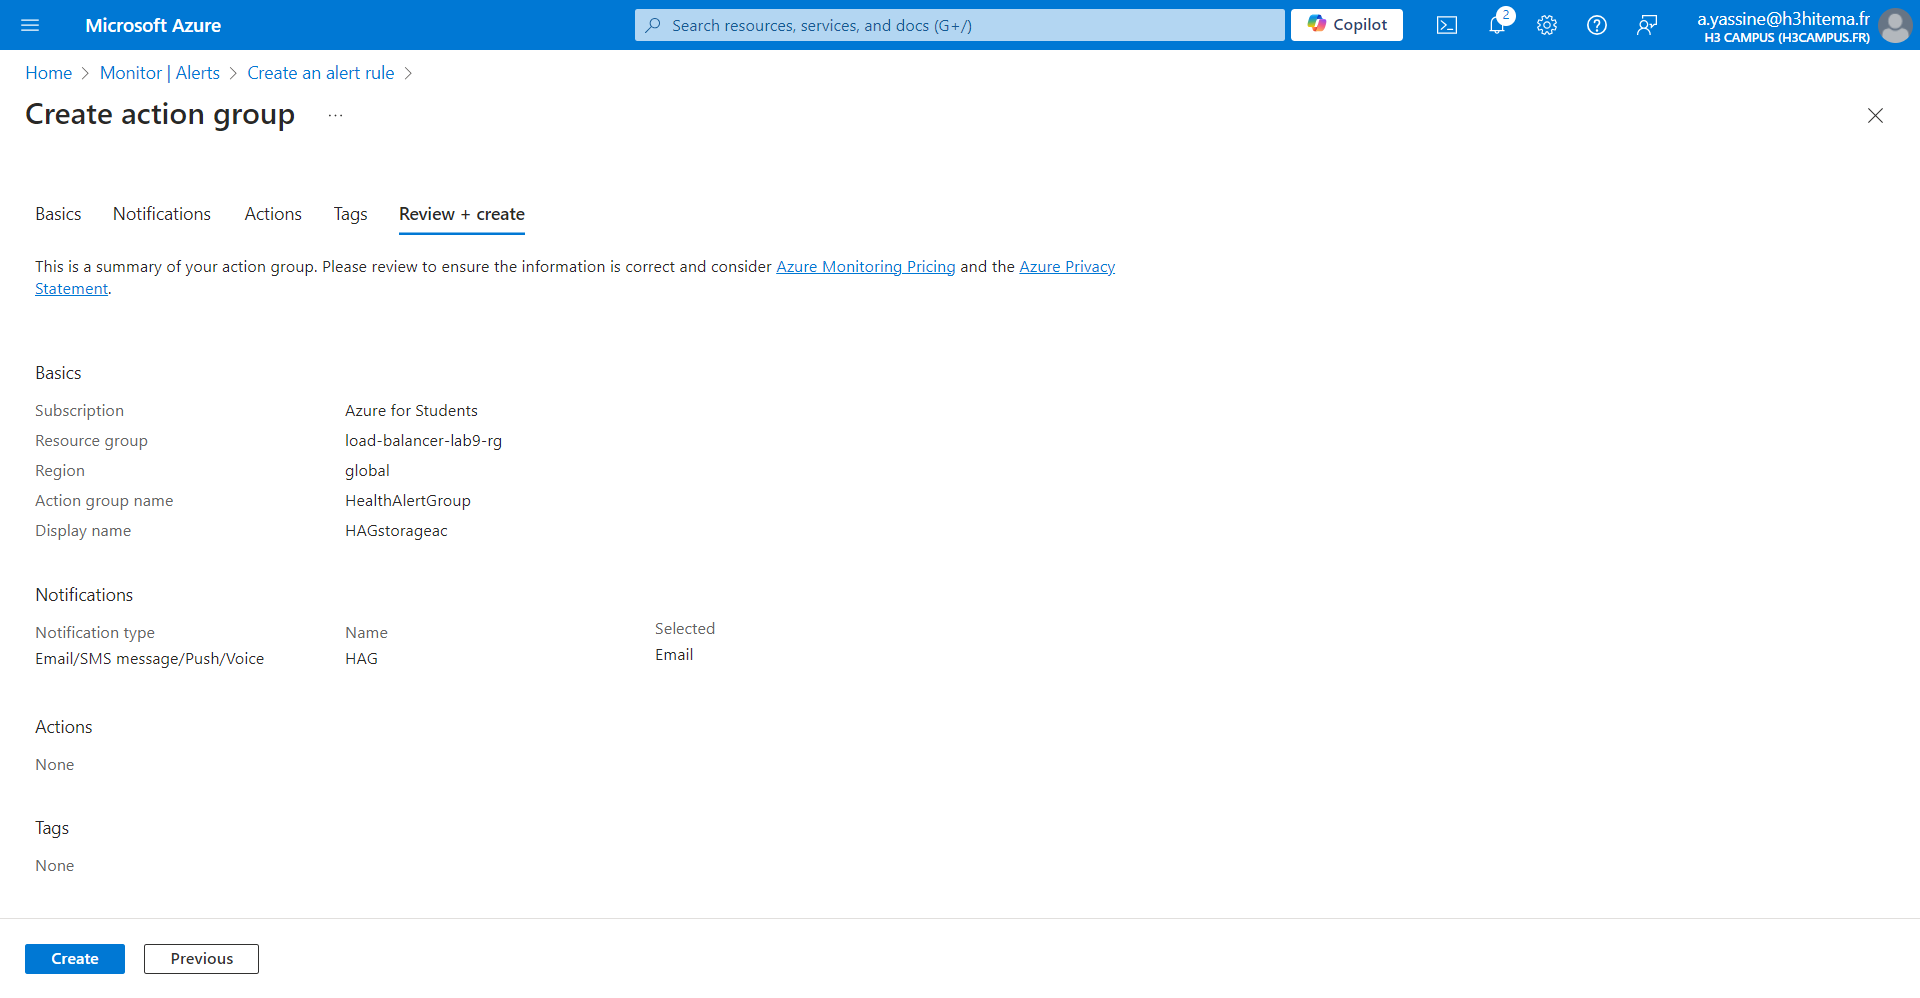 Microsoft Azure
Search resources, services, and docs (G+/)
Copilot
2
a.yassine@h3hitema.fr
H3 CAMPUS (H3CAMPUS.FR)
Home > Monitor | Alerts > Create an alert rule >
Create action group ...
Basics Notifications Actions Tags Review + create
This is a summary of your action group. Please review to ensure the information is correct and consider Azure Monitoring Pricing and the Azure Privacy
Statement.
Basics
Subscription Azure for Students
Resource group load-balancer-lab9-rg
Region global
Action group name HealthAlertGroup
Display name HAGstorageac
Notifications
Notification type Name Selected
Email/SMS message/Push/Voice HAG Email
Actions
None
Tags
None
Create Previous